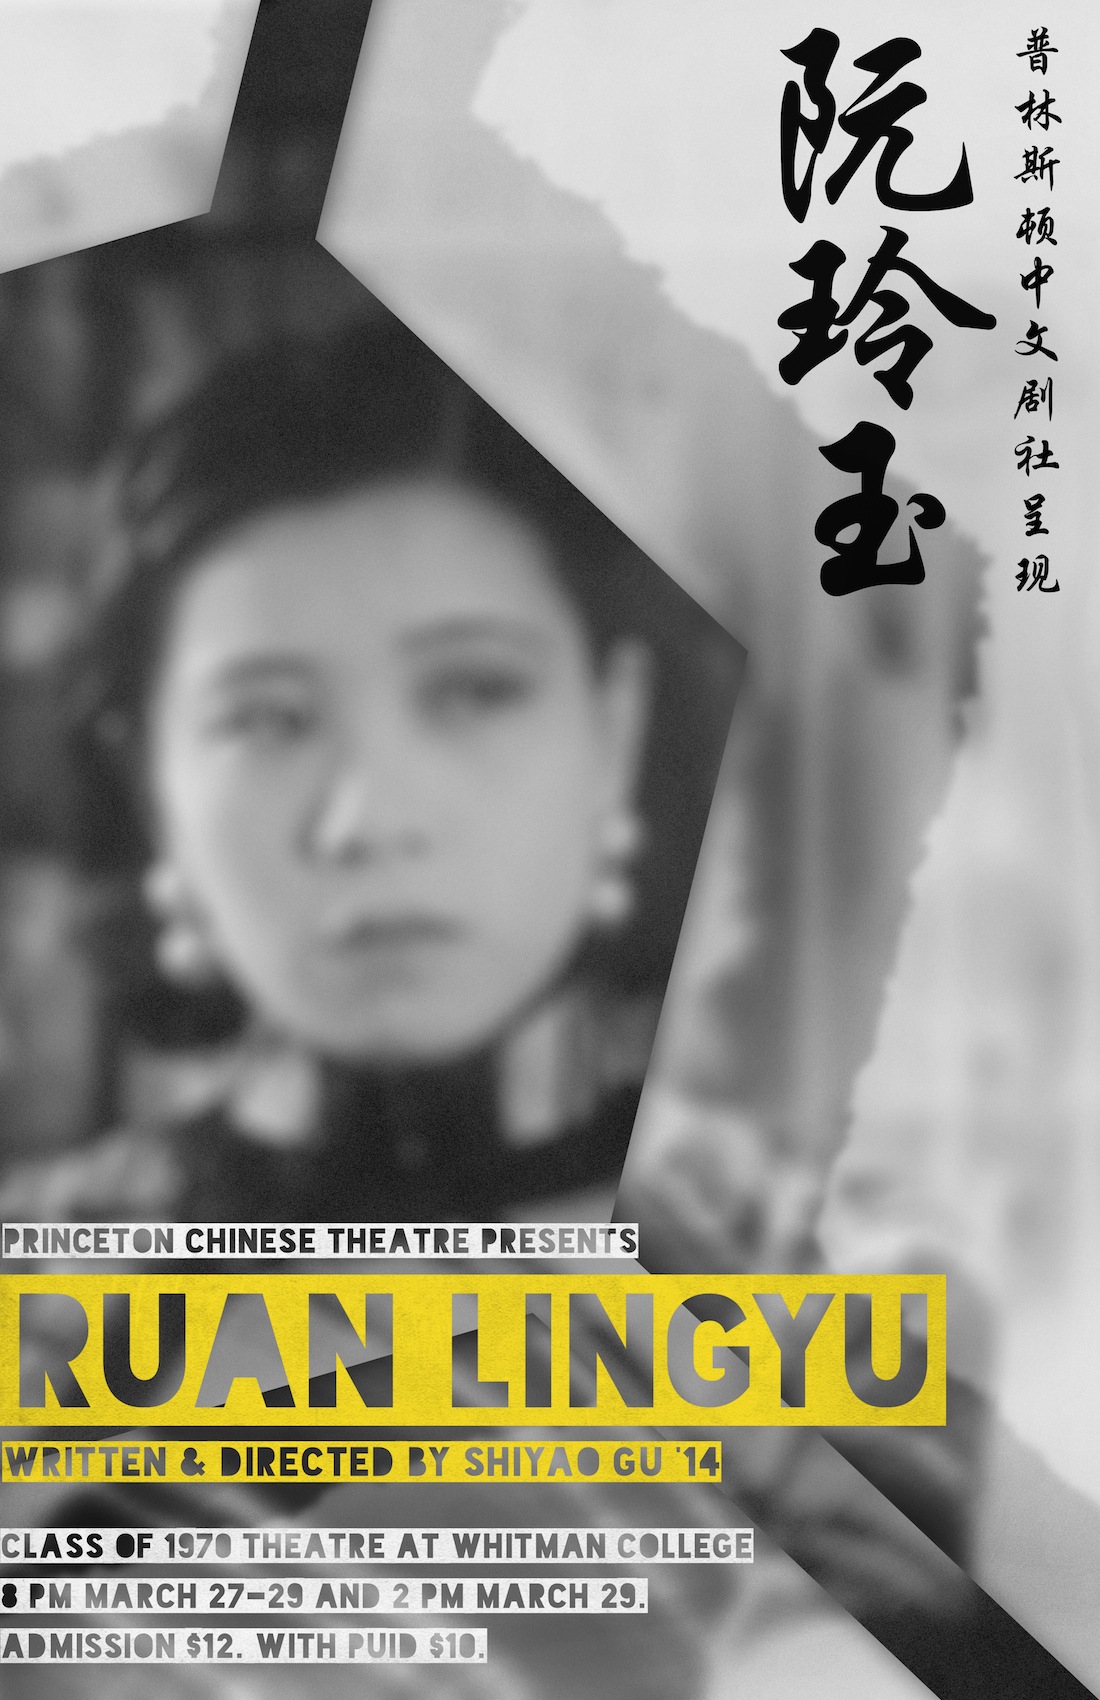 普林斯顿中文剧社呈现
阮玲玉
PRINCETON CHINESE THEATRE PRESENTS
RUAN LINGYU
WRITTEN & DIRECTED BY SHIYAO GU '14
CLASS OF 1970 THEATRE AT WHITMAN COLLEGE
8 PM MARCH 27-29 AND 2 PM MARCH 29.
ADMISSION $12. WITH PUID $10.